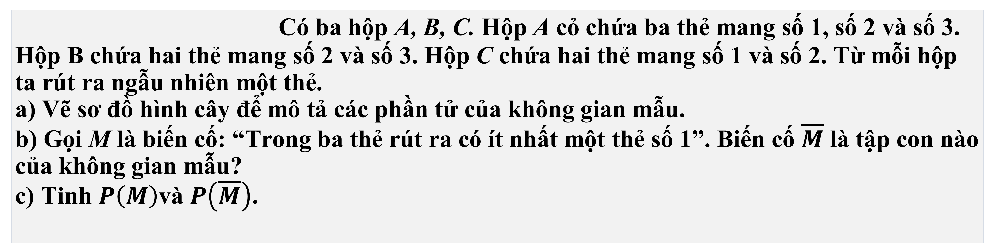 Có ba hộp A, B, C. Hộp A cỏ chứa ba thẻ mang số 1, số 2 và số 3.
Hộp B chứa hai thẻ mang số 2 và số 3. Hộp C chứa hai thẻ mang số 1 và số 2. Từ mỗi hộp
ta rút ra ngẫu nhiên một thẻ.
a) Vẽ sơ đồ hình cây để mô tả các phần tử của không gian mẫu.
b) Gọi M là biến cố: “Trong ba thẻ rút ra có ít nhất một thẻ số 1”. Biến cố \overline{M} là tập con nào
của không gian mẫu?
c) Tinh P(M)và P(\overline{M}).